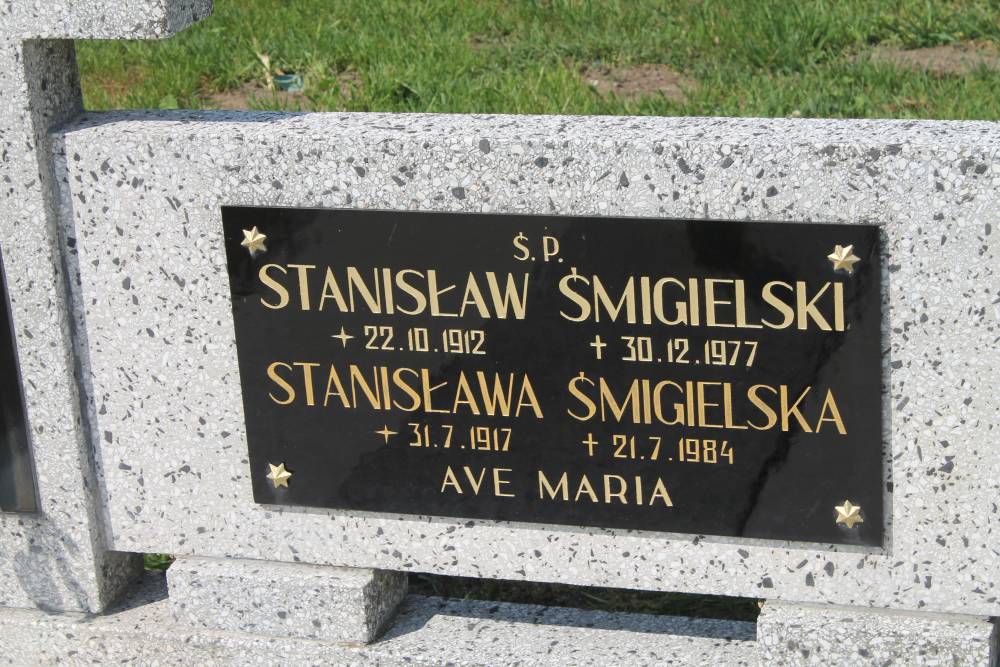 Ś.P.
STANISŁAW ŚMIGIELSKI
22.10.1912 † 30.12.1977
STANISŁAWA ŚMIGIELSKA
31.7.1917 † 21.7.1984
AVE MARIA